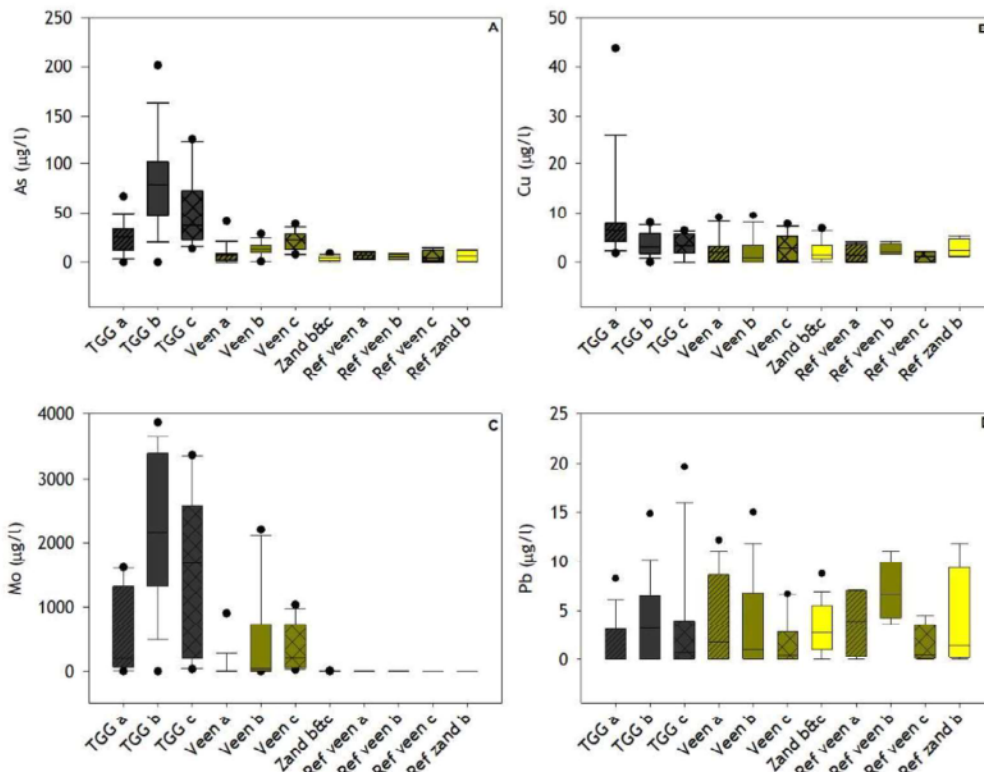 250
200
150
100
50
0
As (µg/l)
A
TGG a
TGG b
TGG c
Veen a
Veen b
Veen c
Zand b&c
Ref veen a
Ref veen b
Ref veen c
Ref zand b
50
40
30
20
10
0
Cu (µg/l)
TGG a
TGG b
TGG c
Veen a
Veen b
Veen c
Zand b&c
Ref veen a
Ref veen b
Ref veen c
Ref zand b
4000
3000
2000
1000
0
Mo (µg/l)
C
TGG a
TGG b
TGG c
Veen a
Veen b
Veen c
Zand b&c
Ref veen a
Ref veen b
Ref veen c
Ref zand b
25
20
15
10
5
0
Pb (µg/l)
TGG a
TGG b
TGG c
Veen a
Veen b
Veen c
Zand b&c
Ref veen a
Ref veen b
Ref veen c
Ref zand b